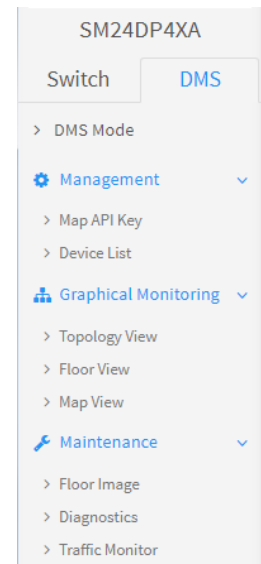 SM24DP4XA
Switch DMS
DMS Mode
Management
Map API Key
Device List
Graphical Monitoring
Topology View
Floor View
Map View
Maintenance
Floor Image
Diagnostics
Traffic Monitor